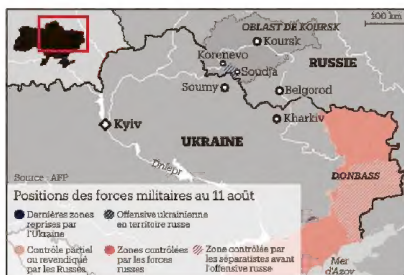 100 km
OBLAST DE KOURSK
Koursk
Korenevo
Soudja
RUSSIE
Soumy
Belgorod
Kyiv
Kharkiv
UKRAINE
Dniepr
DONBASS
Source : AFP
Mer
d'Azov
Positions des forces militaires au 11 août
Dernières zones
reprises par
l'Ukraine
Offensive ukrainienne
en territoire russe
Contrôle partiel
ou revendiqué
par les Russes
Zones contrôlées
par les forces
russes
Zone contrôlée par
les séparatistes avant
l'offensive russe